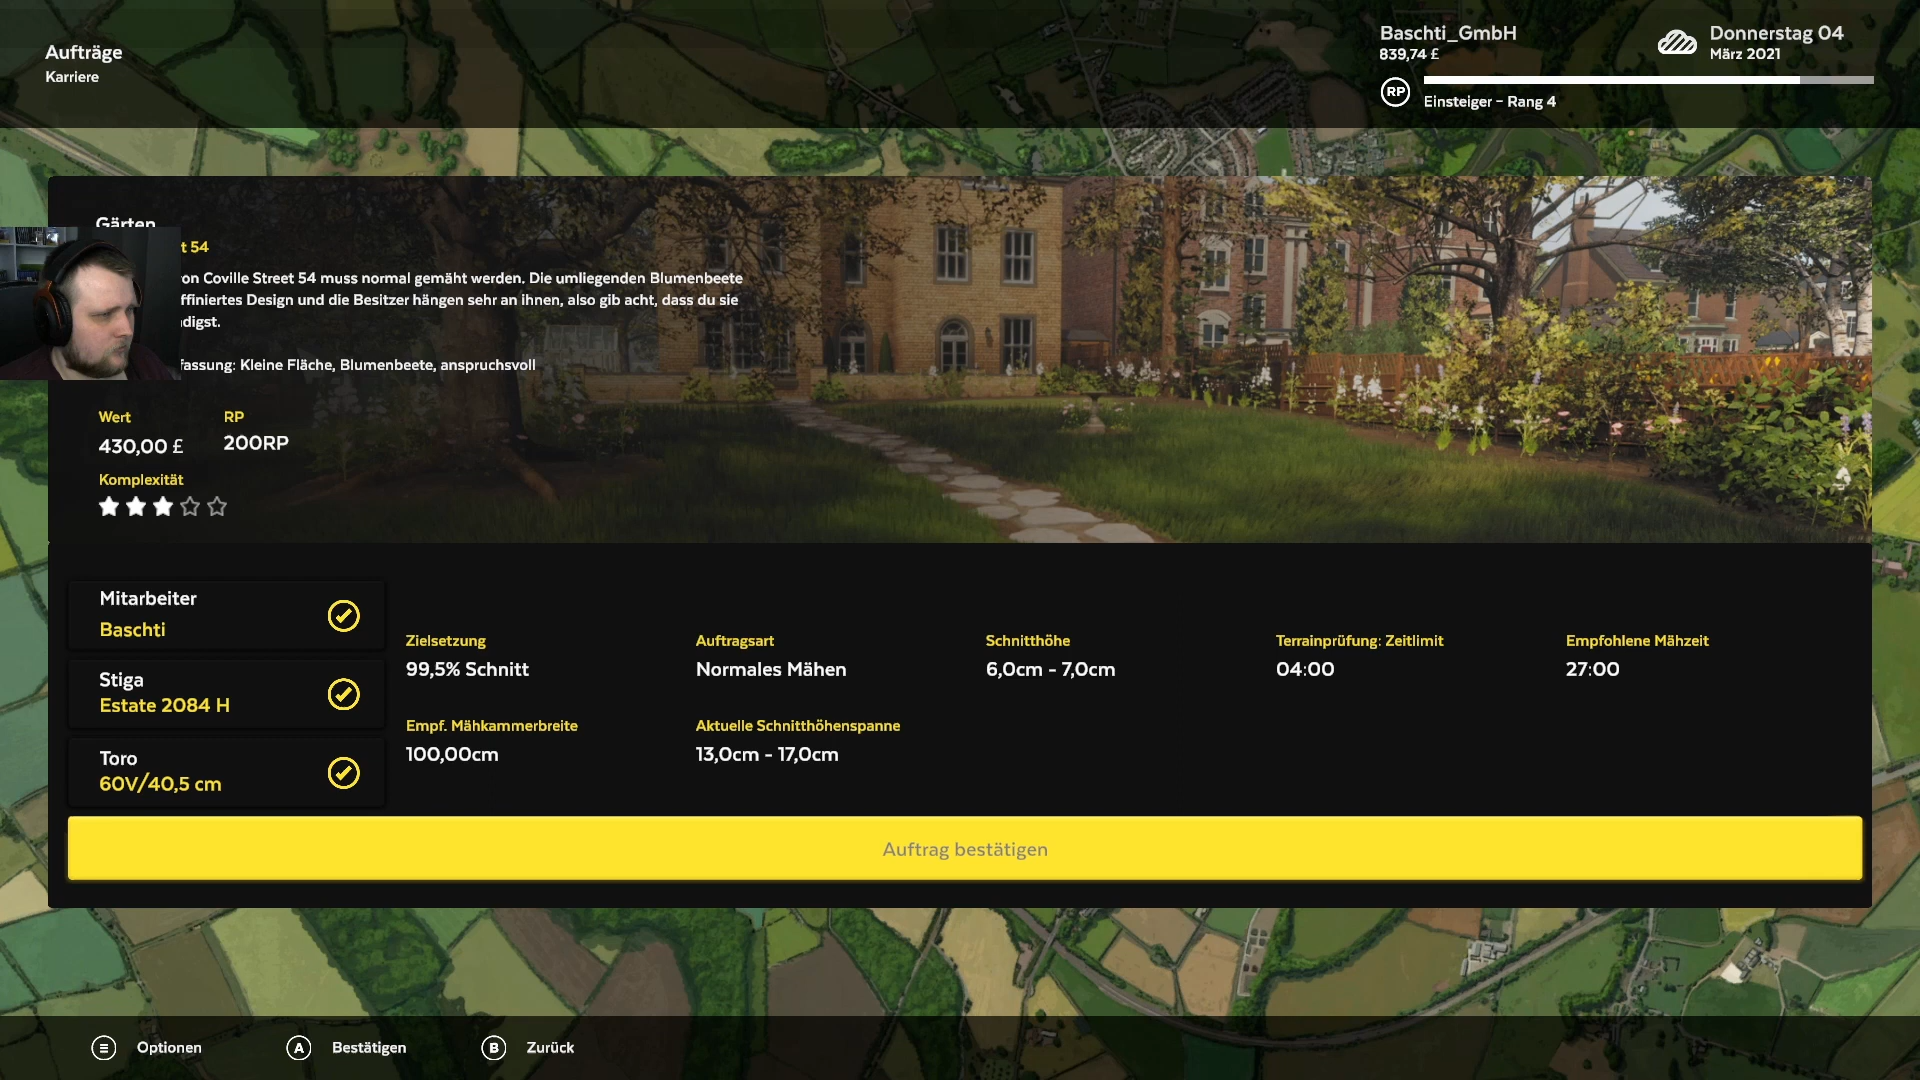 Aufträge
Karriere
Baschti_GmbH
839,74 £
Donnerstag 04
März 2021
RP
Einsteiger – Rang 4
Gärten
54
Coville Street 54 muss normal gemäht werden. Die umliegenden Blumenbeete
Design und die Besitzer hängen sehr an ihnen, also gib acht, dass du sie
Kleine Fläche, Blumenbeete, anspruchsvoll
Wert
430,00 £
RP
200RP
Komplexität
Mitarbeiter
Baschti
Stiga
Estate 2084 H
Toro
60V/40,5 cm
Zielsetzung
99,5% Schnitt
Auftragsart
Normales Mähen
Schnitthöhe
6,0cm - 7,0cm
Terrainprüfung: Zeitlimit
04:00
Empfohlene Mähzeit
27:00
Empf. Mähkammerbreite
100,00cm
Aktuelle Schnitthöhenspanne
13,0cm - 17,0cm
Auftrag bestätigen
Optionen
A Bestätigen
B Zurück